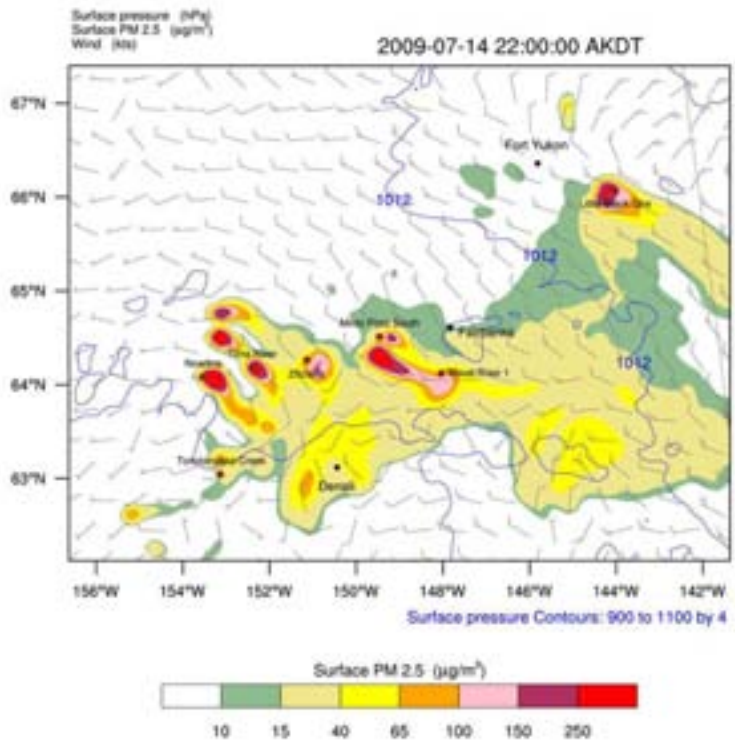 Surface pressure (hPa)
Surface PM 2.5 (µg/m³)
Wind (kts)
2009-07-14 22:00:00 AKDT
67°N
Fort Yukon
66°N
1012
1012
65°N
Fairbanks
1012
64°N
Wood River 1
63°N
Denali
156°W 154°W 152°W 150°W 148°W 146°W 144°W 142°W
Surface pressure Contours: 900 to 1100 by 4
Surface PM 2.5 (µg/m³)
10 15 40 65 100 150 250